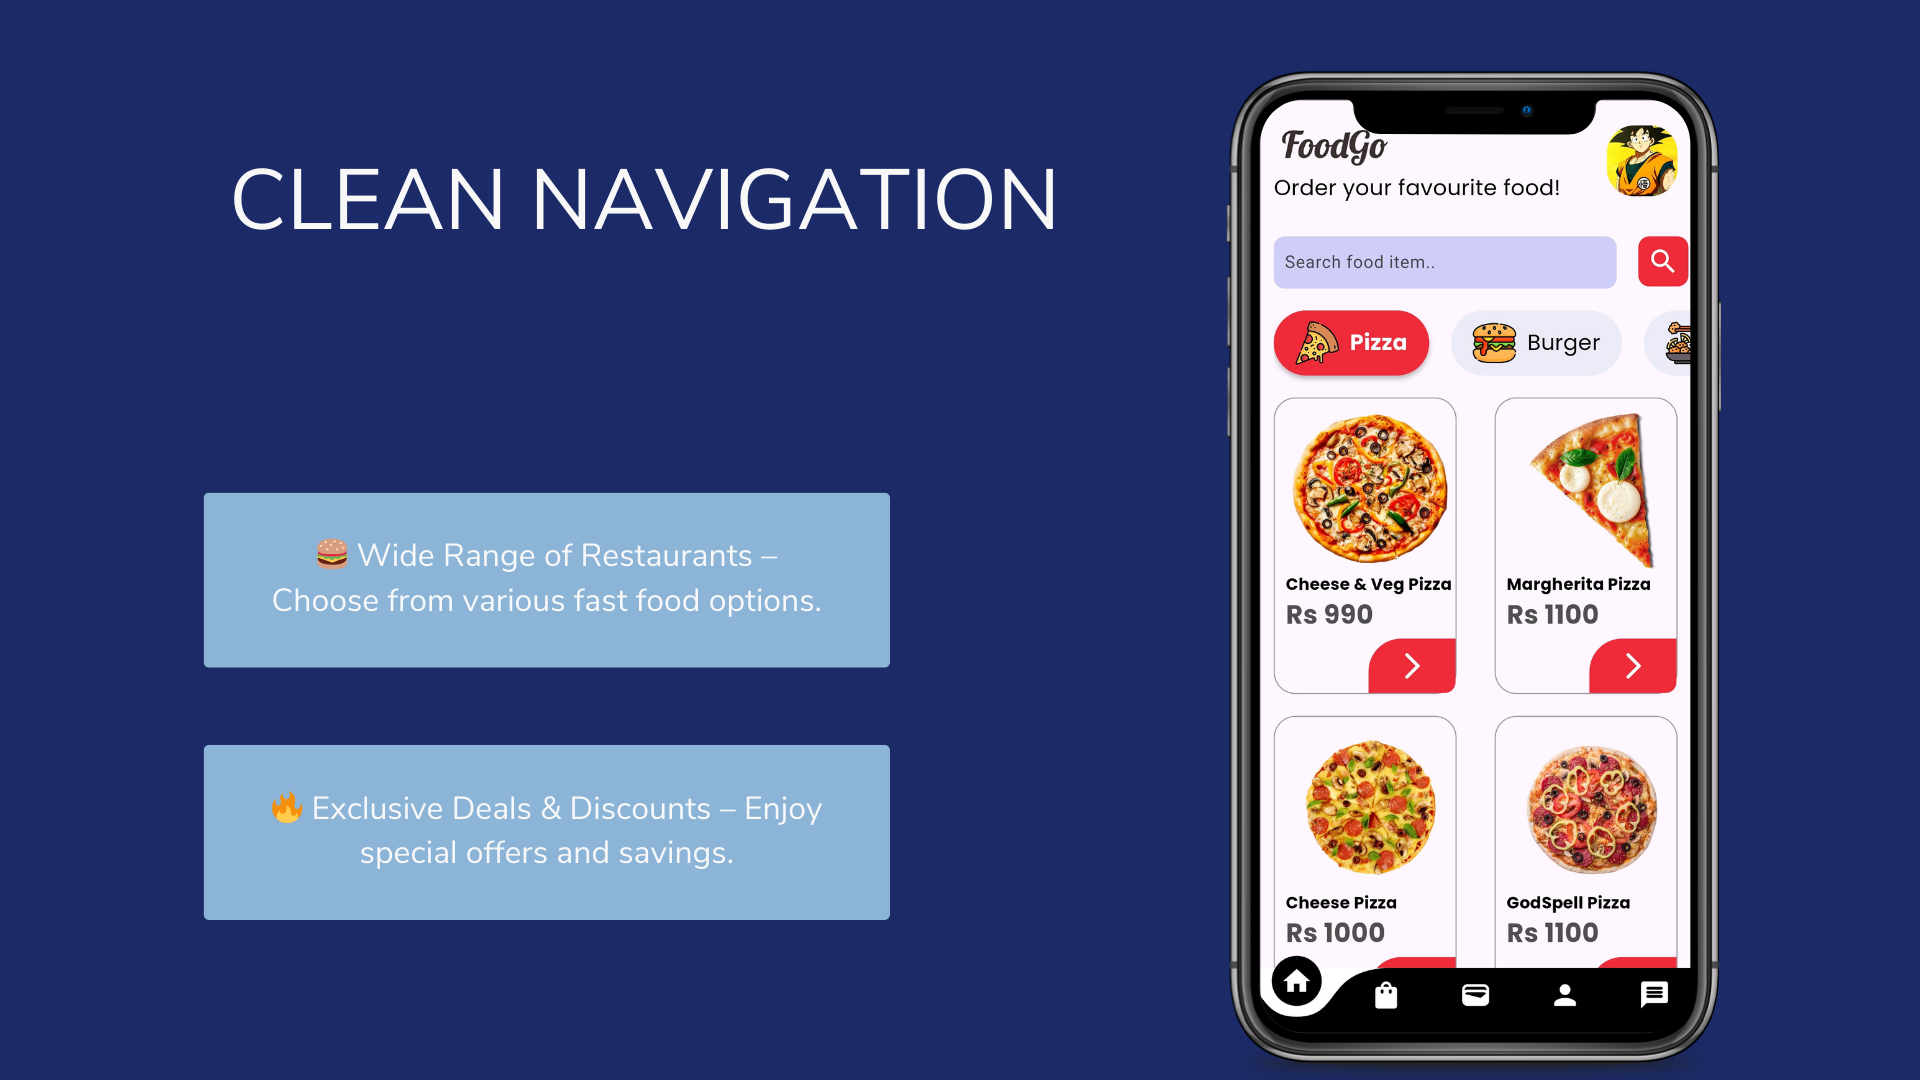 CLEAN NAVIGATION
🍔 Wide Range of Restaurants –
Choose from various fast food options.
🔥 Exclusive Deals & Discounts – Enjoy
special offers and savings.
FoodGo
Order your favourite food!
Search food item..
Pizza
Burger
Cheese & Veg Pizza
Rs 990
Margherita Pizza
Rs 1100
Cheese Pizza
Rs 1000
GodSpell Pizza
Rs 1100